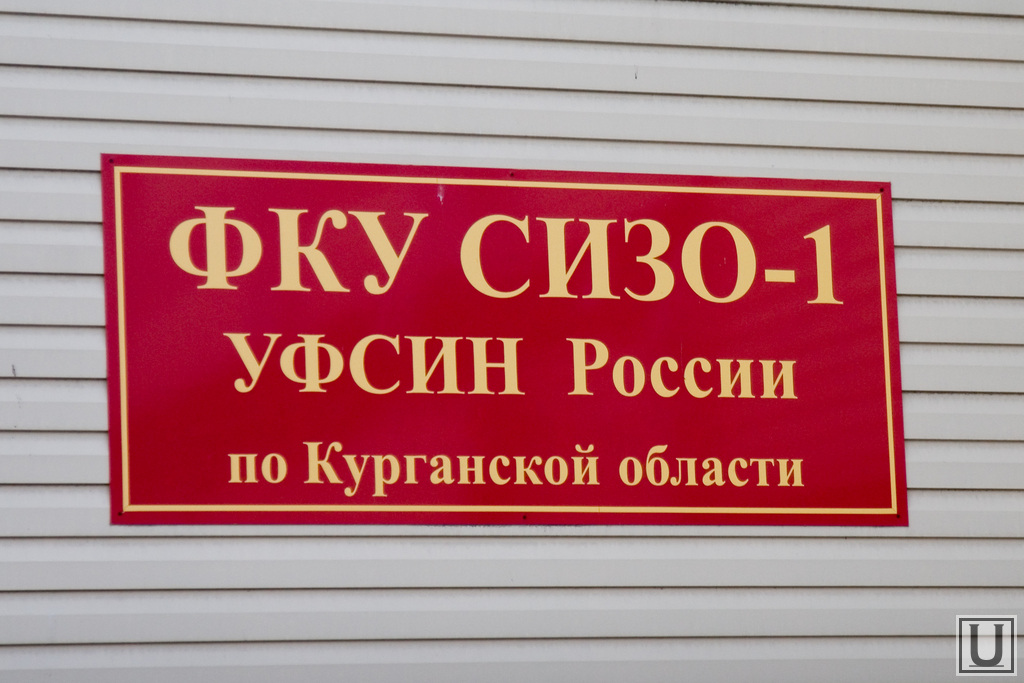 ФКУ СИЗО-1
УФСИН России
по Курганской области
U